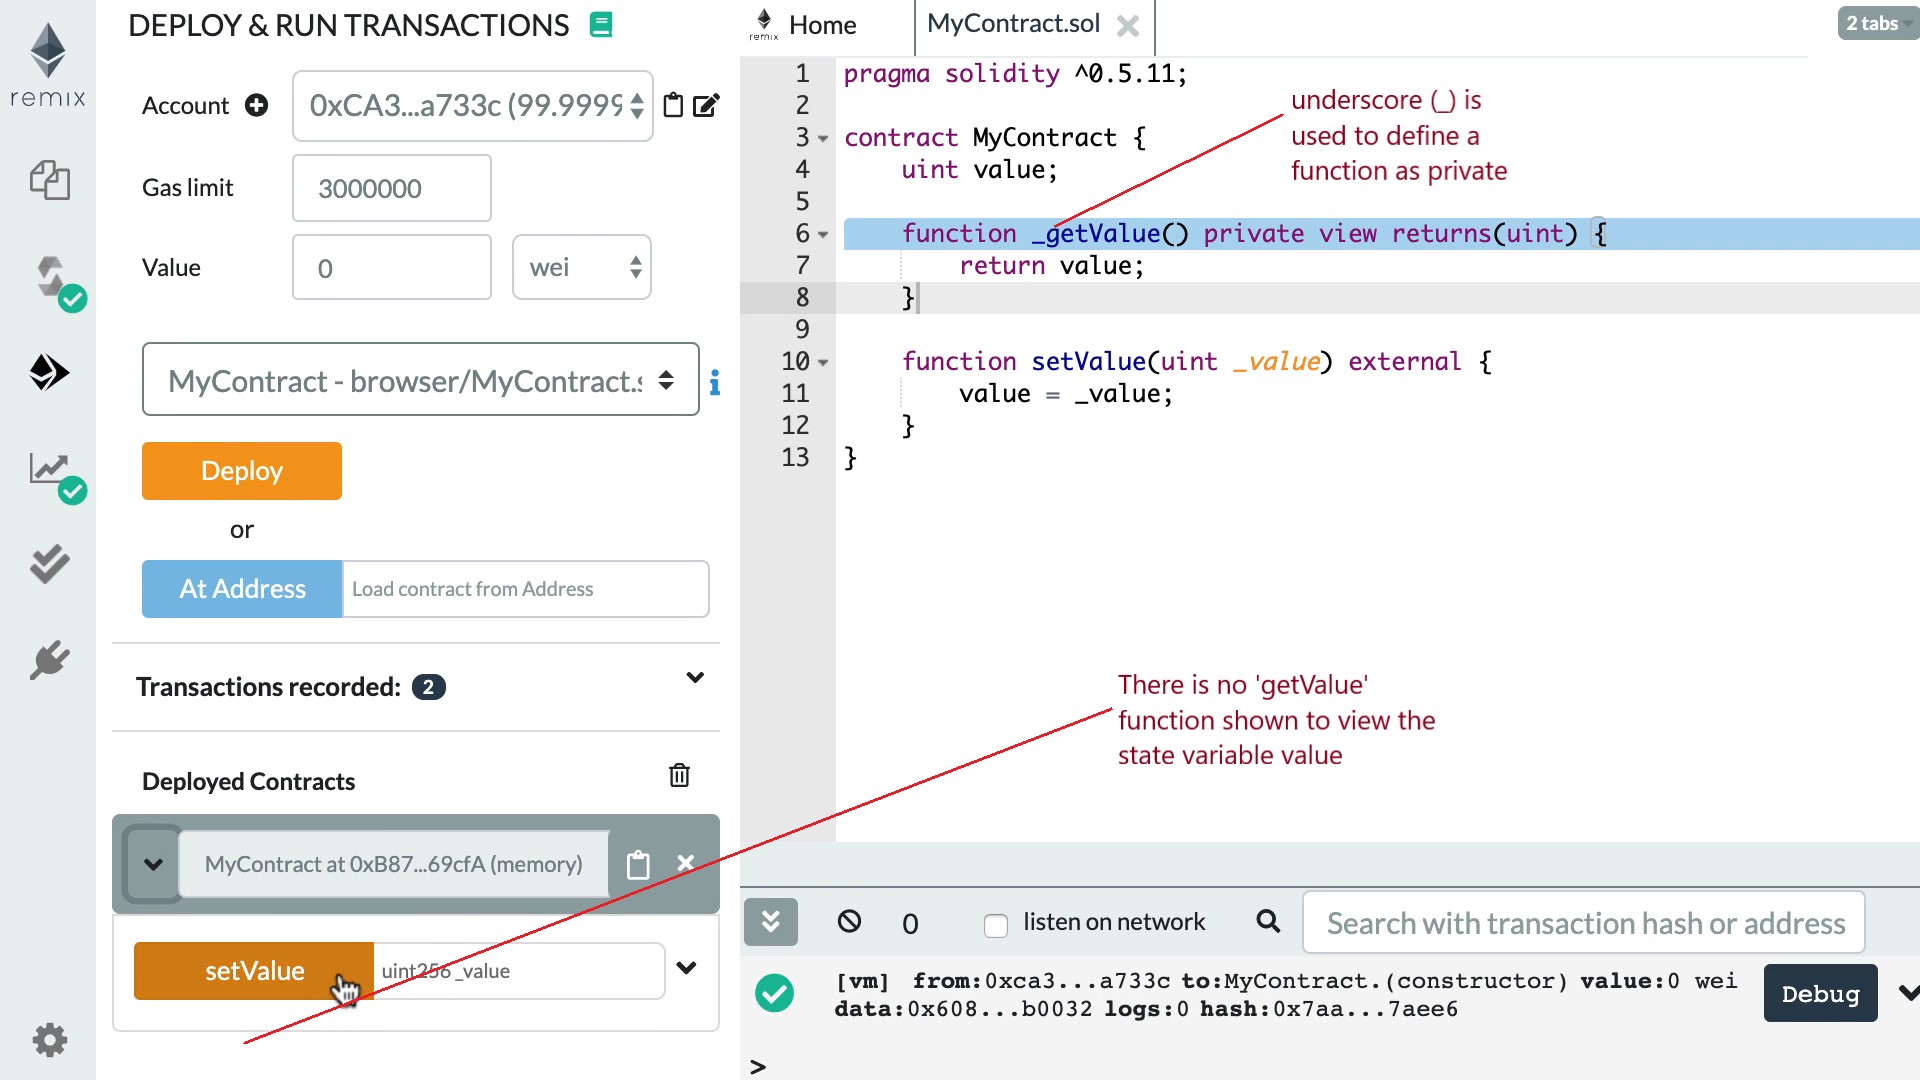 DEPLOY & RUN TRANSACTIONS
remix
Account
0xCA3...a733c (99.9999
Gas limit
3000000
Value
0
wei
MyContract - browser/MyContract.s
i
Deploy
or
At Address
Load contract from Address
Transactions recorded: 2
Deployed Contracts
MyContract at 0xB87...69cfA (memory)
setValue
uint256 _value
remix
Home
MyContract.sol
2 tabs
1 pragma solidity ^0.5.11;
2
3 contract MyContract {
4 uint value;
5
6 function _getValue() private view returns(uint) {
7 return value;
8 }
9
10 function setValue(uint _value) external {
11 value = _value;
12 }
13 }
underscore (_) is
used to define a
function as private
There is no 'getValue'
function shown to view the
state variable value
0
listen on network
Search with transaction hash or address
[vm] from:0xca3...a733c to:MyContract.(constructor) value:0 wei
data:0x608...b0032 logs:0 hash:0x7aa...7aee6
Debug
>